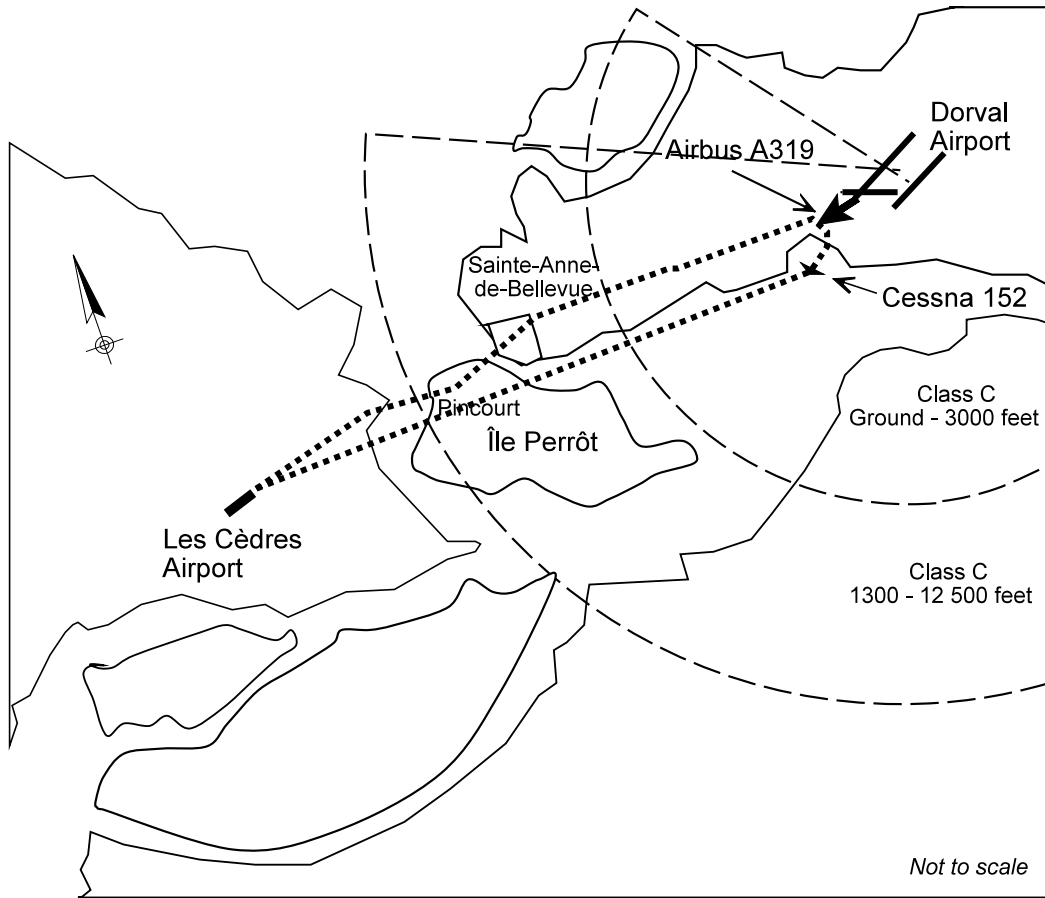 Dorval
Airport
Airbus A319
Sainte-Anne-
de-Bellevue
Cessna 152
Class C
Ground - 3000 feet
Pincourt
Île Perrôt
Les Cèdres
Airport
Class C
1300 - 12 500 feet
Not to scale